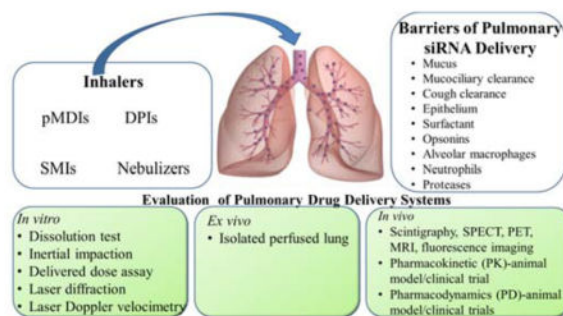 Inhalers
pMDIs DPIs
SMIs Nebulizers
Barriers of Pulmonary
siRNA Delivery
• Mucus
• Mucociliary clearance
• Cough clearance
• Epithelium
• Surfactant
• Opsonins
• Alveolar macrophages
• Neutrophils
• Proteases
Evaluation of Pulmonary Drug Delivery Systems
In vitro
• Dissolution test
• Inertial impaction
• Delivered dose assay
• Laser diffraction
• Laser Doppler velocimetry
Ex vivo
• Isolated perfused lung
In vivo
• Scintigraphy, SPECT, PET,
MRI, fluorescence imaging
• Pharmacokinetic (PK)-animal
model/clinical trial
• Pharmacodynamics (PD)-animal
model/clinical trials